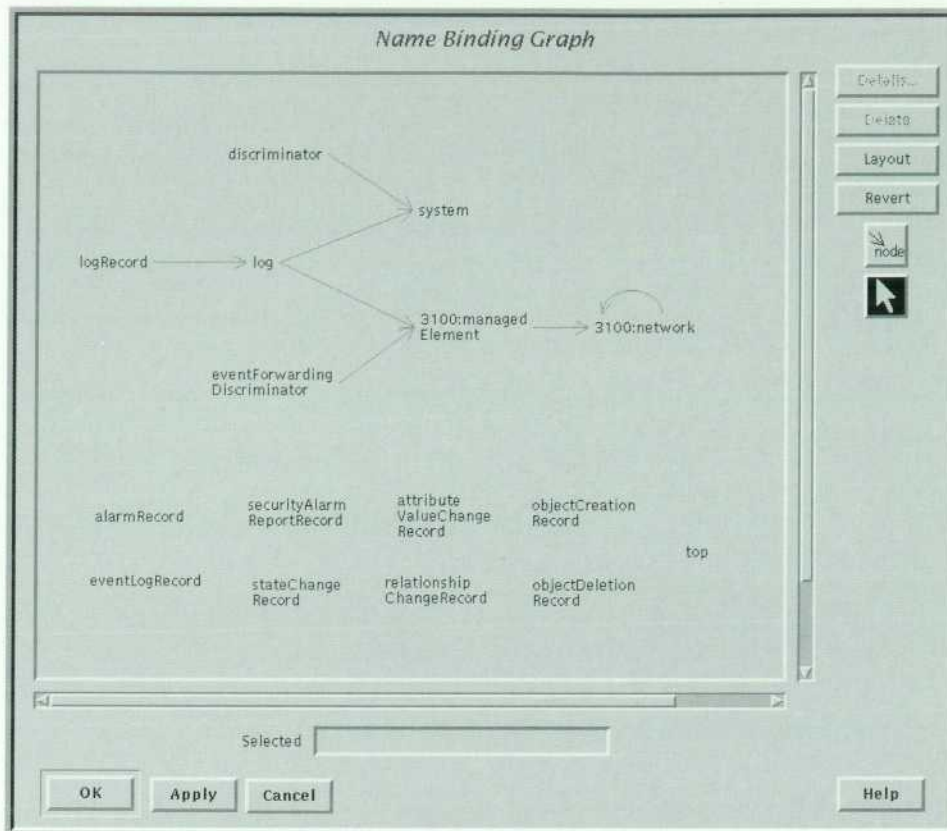 Name Binding Graph
Details...
Delete
Layout
Revert
node
discriminator
system
logRecord
log
3100:managed
Element
3100:network
eventForwarding
Discriminator
alarmRecord
securityAlarm
ReportRecord
attribute
ValueChange
Record
objectCreation
Record
top
eventLogRecord
stateChange
Record
relationship
ChangeRecord
objectDeletion
Record
Selected
OK
Apply
Cancel
Help